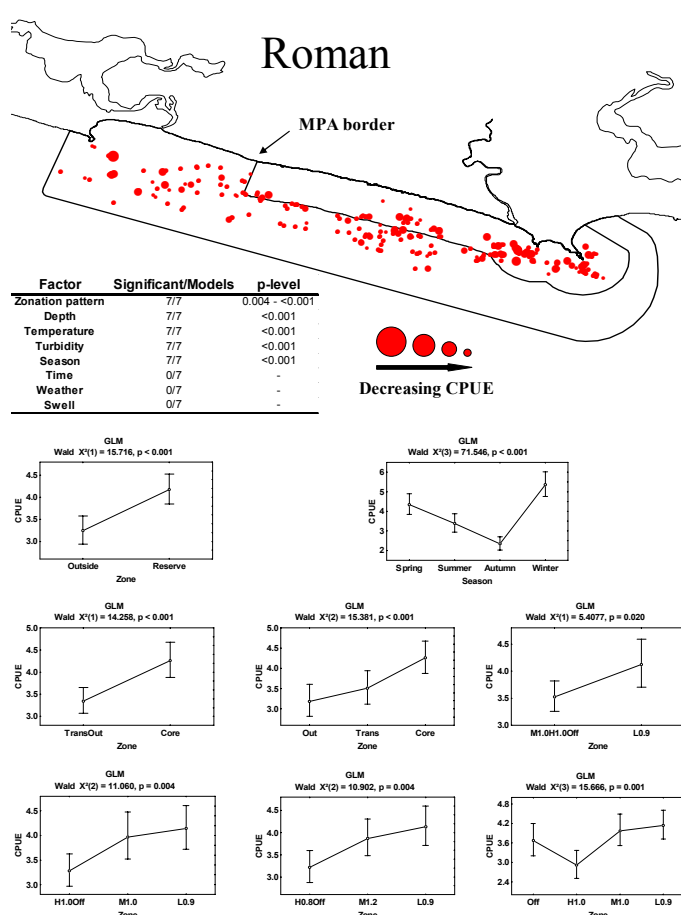 Roman
MPA border
Factor Significant/Models p-level
Zonation pattern 7/7 0.004 - <0.001
Depth 7/7 <0.001
Temperature 7/7 <0.001
Turbidity 7/7 <0.001
Season 7/7 <0.001
Time 0/7 -
Weather 0/7 -
Swell 0/7 -
Decreasing CPUE
GLM
Wald X²(1) = 15.716, p < 0.001
4.5
4.0
3.5
3.0
CPUE
Outside Reserve
Zone
GLM
Wald X²(3) = 71.546, p < 0.001
6
5
4
3
2
CPUE
Spring Summer Autumn Winter
Season
GLM
Wald X²(1) = 14.258, p < 0.001
5.0
4.5
4.0
3.5
3.0
CPUE
TransOut Core
Zone
GLM
Wald X²(2) = 15.381, p < 0.001
5.0
4.5
4.0
3.5
3.0
CPUE
Out Trans Core
Zone
GLM
Wald X²(1) = 5.4077, p = 0.020
4.5
4.0
3.5
3.0
CPUE
M1.0H1.0Off L0.9
Zone
GLM
Wald X²(2) = 11.060, p = 0.004
4.5
4.0
3.5
3.0
CPUE
H1.0Off M1.0 L0.9
Zone
GLM
Wald X²(2) = 10.902, p = 0.004
4.5
4.0
3.5
3.0
CPUE
H0.8Off M1.2 L0.9
Zone
GLM
Wald X²(3) = 15.666, p = 0.001
4.8
4.2
3.6
3.0
2.4
CPUE
Off H1.0 M1.0 L0.9
Zone